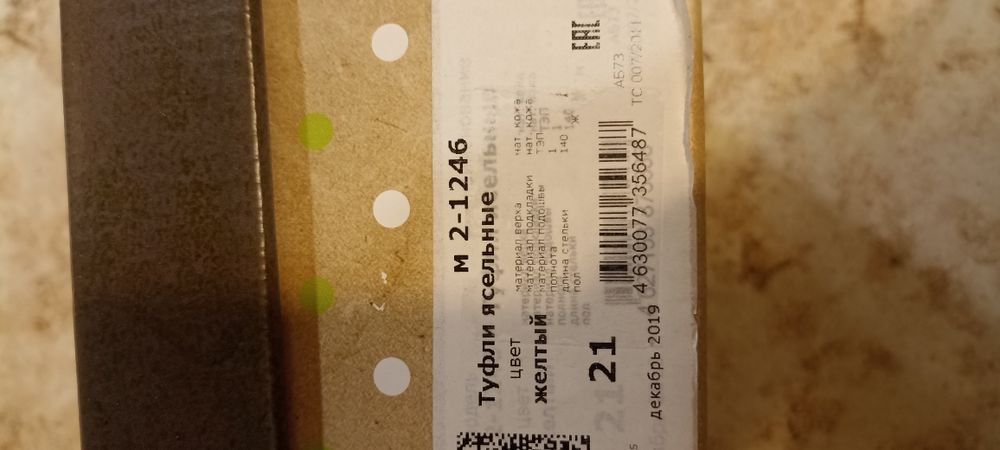 м 2-1246
Туфли ясельные
цвет
желтый
материал верха нат. кожа
материал подкладки нат. кожа
материал подошвы ТЭП
полнота 1
длина стельки 140
пол ж
21
4 630077 356487
декабрь 2019
ЕАС
АБ73
ТС 007/2011